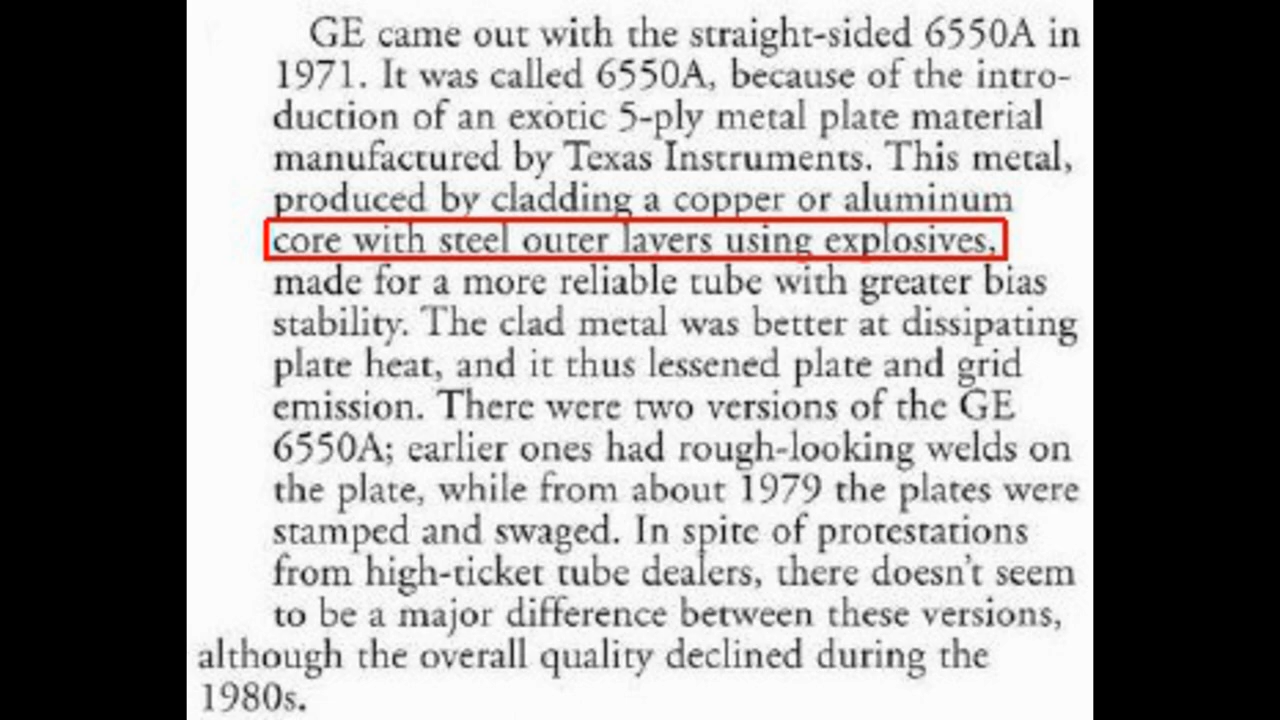 GE came out with the straight-sided 6550A in
1971. It was called 6550A, because of the intro-
duction of an exotic 5-ply metal plate material
manufactured by Texas Instruments. This metal,
produced by cladding a copper or aluminum
core with steel outer layers using explosives,
made for a more reliable tube with greater bias
stability. The clad metal was better at dissipating
plate heat, and it thus lessened plate and grid
emission. There were two versions of the GE
6550A; earlier ones had rough-looking welds on
the plate, while from about 1979 the plates were
stamped and swaged. In spite of protestations
from high-ticket tube dealers, there doesn't seem
to be a major difference between these versions,
although the overall quality declined during the
1980s.